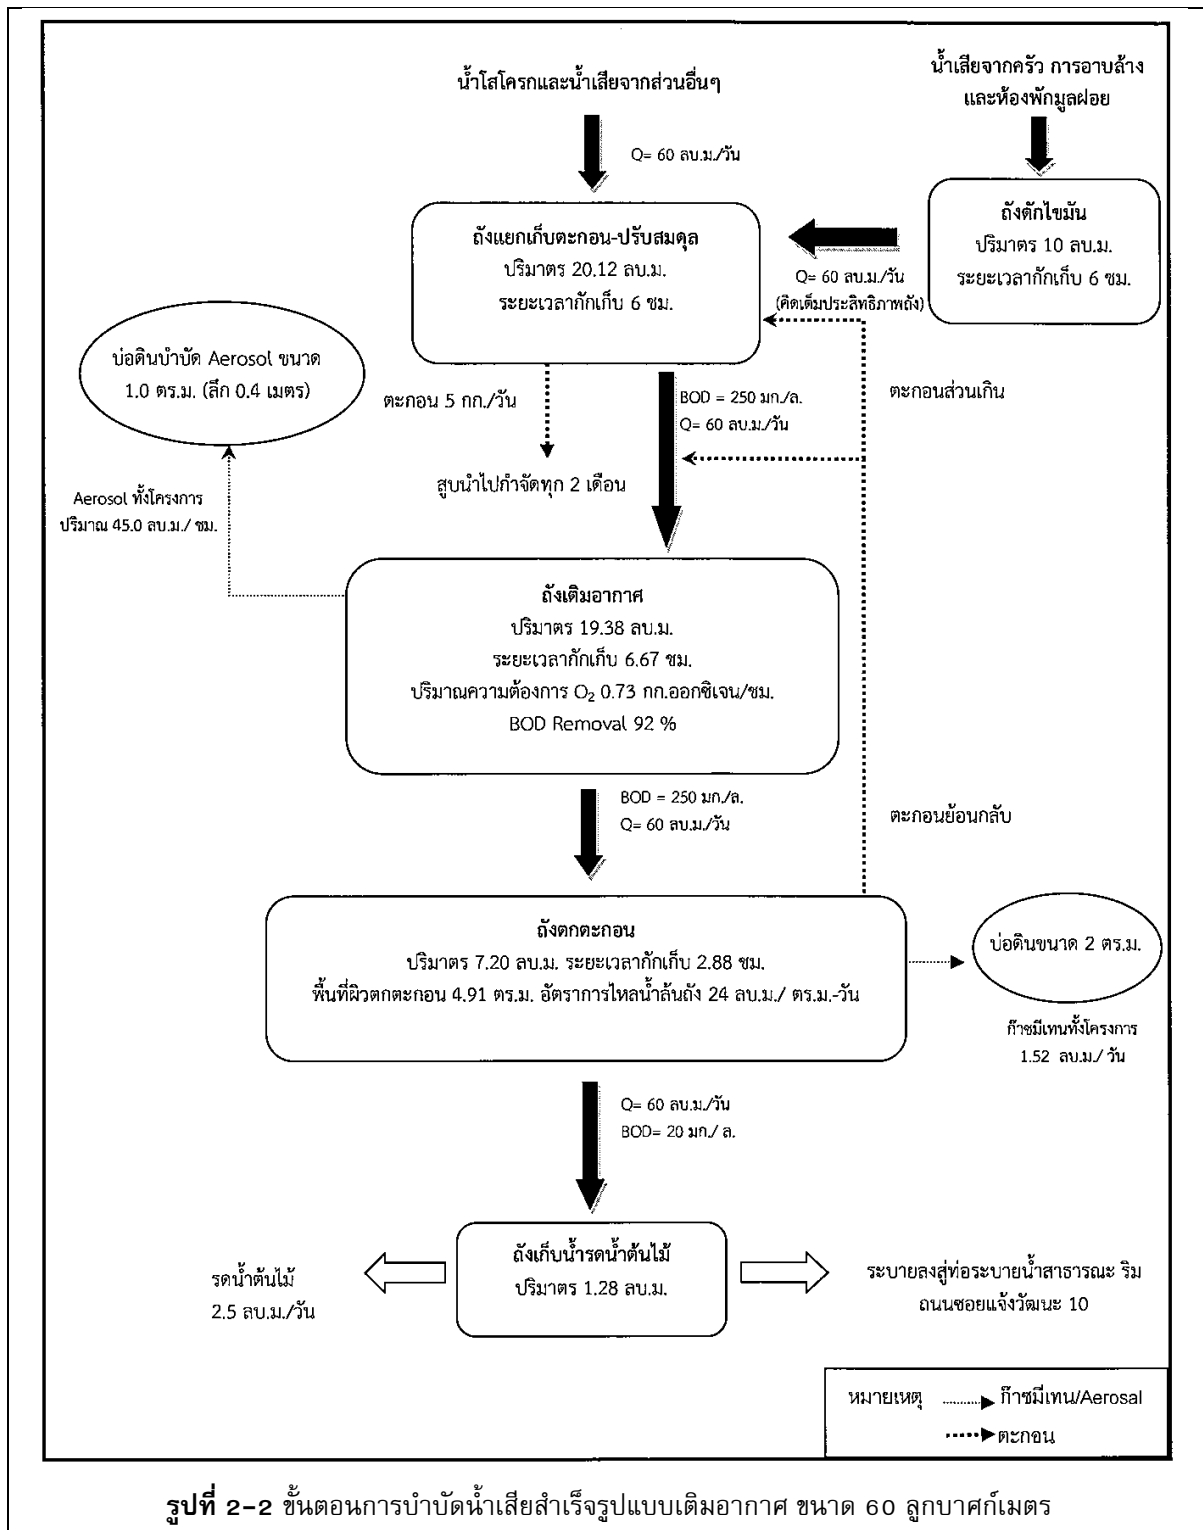 น้ำโสโครกและน้ำเสียจากส่วนอื่นๆ
น้ำเสียจากครัว การอาบล้าง
และห้องพักมูลฝอย
Q= 60 ลบ.ม./วัน
ถังดักไขมัน
ปริมาตร 10 ลบ.ม.
ระยะเวลากักเก็บ 6 ชม.
ถังแยกเก็บตะกอน-ปรับสมดุล
ปริมาตร 20.12 ลบ.ม.
ระยะเวลากักเก็บ 6 ชม.
Q= 60 ลบ.ม./วัน
(คิดเต็มประสิทธิภาพถัง)
บ่อดินบำบัด Aerosol ขนาด
1.0 ตร.ม. (ลึก 0.4 เมตร)
ตะกอน 5 กก./วัน
BOD = 250 มก./ล.
Q= 60 ลบ.ม./วัน
ตะกอนส่วนเกิน
สูบนำไปกำจัดทุก 2 เดือน
Aerosol ทั้งโครงการ
ปริมาณ 45.0 ลบ.ม./ ชม.
ถังเติมอากาศ
ปริมาตร 19.38 ลบ.ม.
ระยะเวลากักเก็บ 6.67 ชม.
ปริมาณความต้องการ O₂ 0.73 กก.ออกซิเจน/ชม.
BOD Removal 92 %
BOD = 250 มก./ล.
Q= 60 ลบ.ม./วัน
ตะกอนย้อนกลับ
ถังตกตะกอน
ปริมาตร 7.20 ลบ.ม. ระยะเวลากักเก็บ 2.88 ชม.
พื้นที่ผิวตกตะกอน 4.91 ตร.ม. อัตราการไหลน้ำล้นถัง 24 ลบ.ม./ ตร.ม.-วัน
บ่อดินขนาด 2 ตร.ม.
ก๊าซมีเทนทั้งโครงการ
1.52 ลบ.ม./ วัน
Q= 60 ลบ.ม./วัน
BOD= 20 มก./ ล.
ถังเก็บน้ำรดน้ำต้นไม้
ปริมาตร 1.28 ลบ.ม.
รดน้ำต้นไม้
2.5 ลบ.ม./วัน
ระบายลงสู่ท่อระบายน้ำสาธารณะ ริม
ถนนซอยแจ้งวัฒนะ 10
หมายเหตุ ก๊าซมีเทน/Aerosal
ตะกอน
รูปที่ 2-2 ขั้นตอนการบำบัดน้ำเสียสำเร็จรูปแบบเติมอากาศ ขนาด 60 ลูกบาศก์เมตร